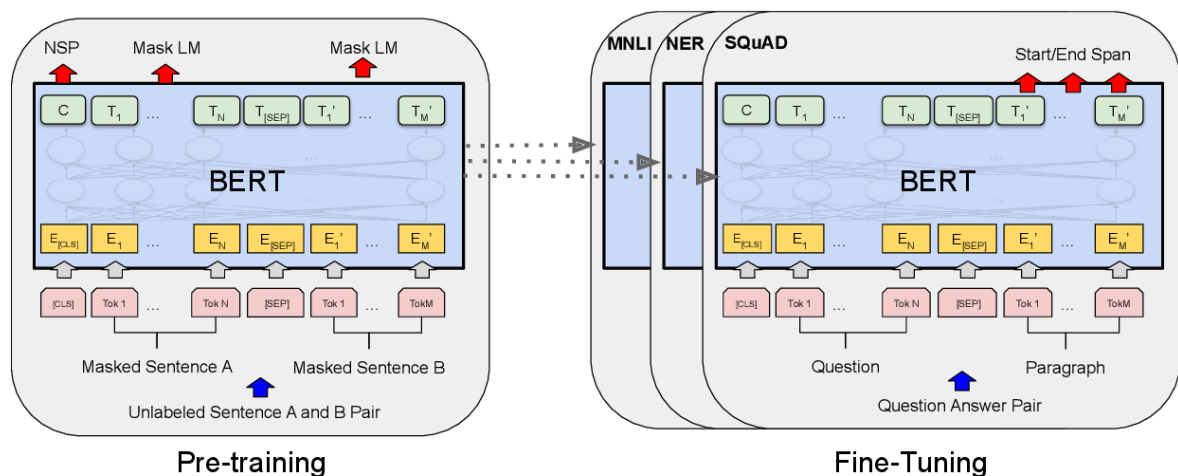 NSP Mask LM Mask LM
C T1 ... TN T[SEP] T1' ... TM'
...
BERT
...
E[CLS] E1 ... EN E[SEP] E1' ... EM'
[CLS] Tok 1 ... Tok N [SEP] Tok 1 ... TokM
Masked Sentence A Masked Sentence B
Unlabeled Sentence A and B Pair
Pre-training
MNLI NER SQuAD
Start/End Span
C T1 ... TN T[SEP] T1' ... TM'
...
BERT
...
E[CLS] E1 ... EN E[SEP] E1' ... EM'
[CLS] Tok 1 ... Tok N [SEP] Tok 1 ... TokM
Question Paragraph
Question Answer Pair
Fine-Tuning